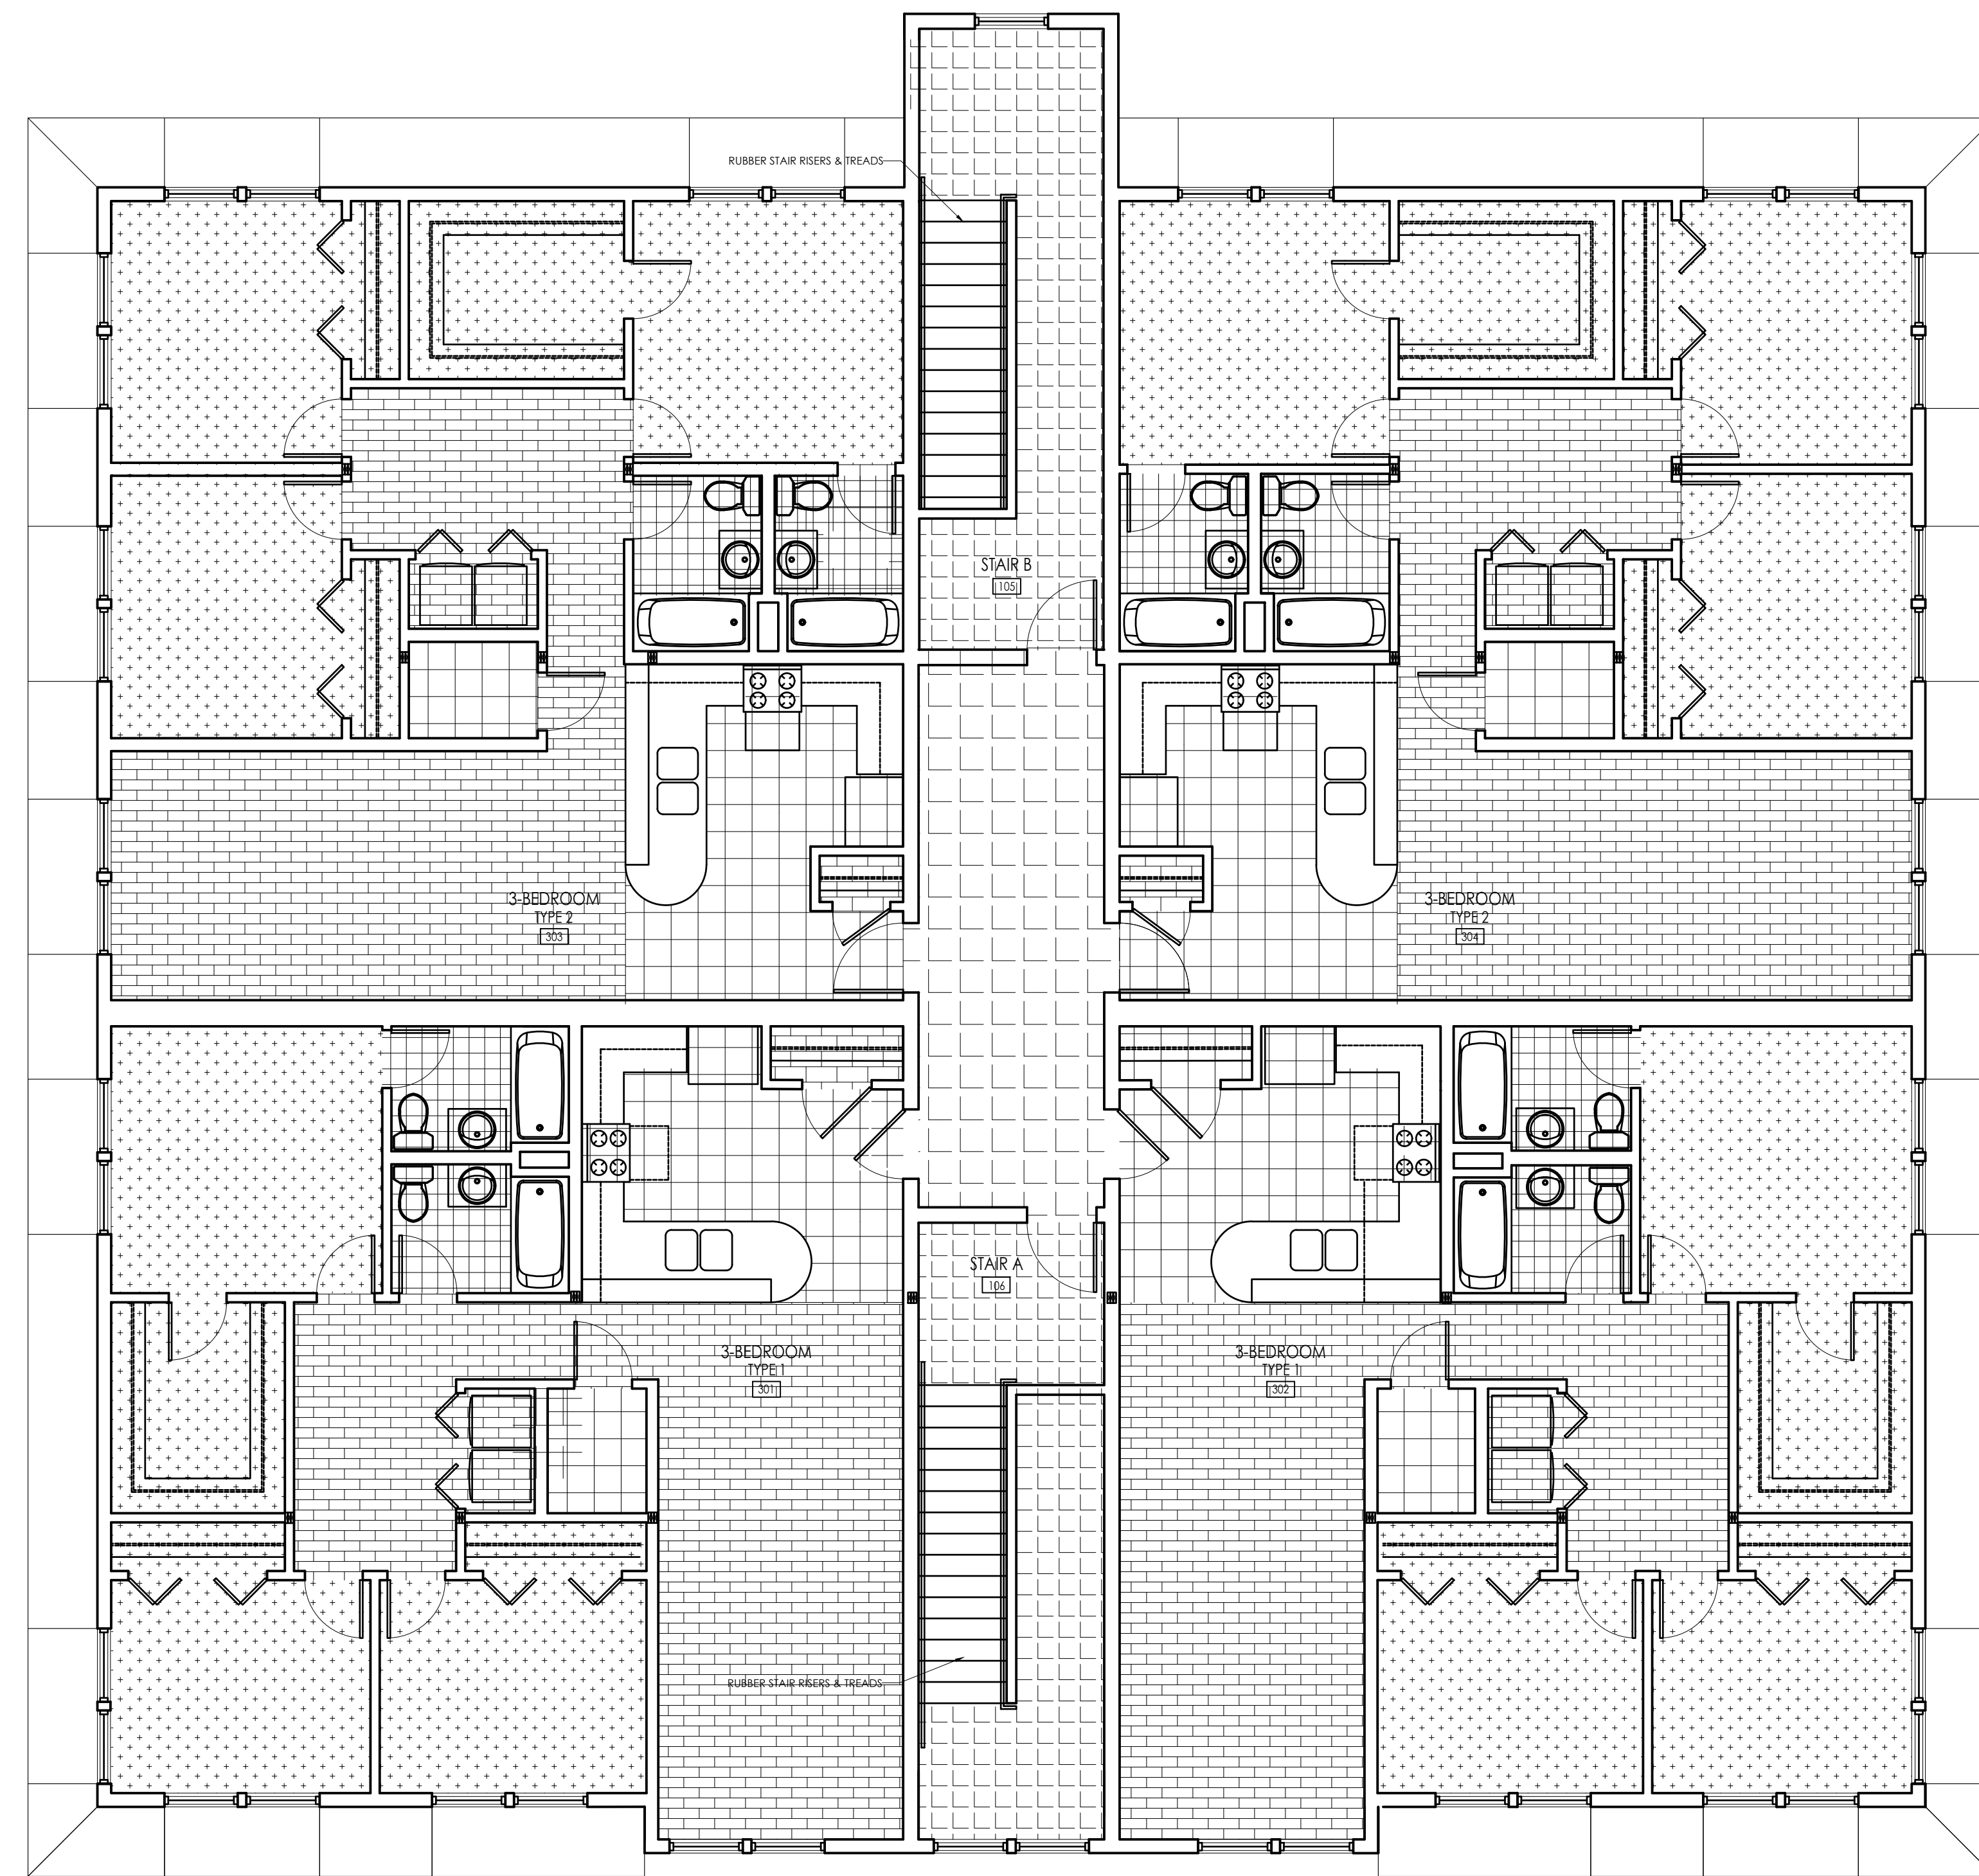 RUBBER STAIR RISERS & TREADS
STAIR B
105
3-BEDROOM
TYPE 2
303
3-BEDROOM
TYPE 2
304
STAIR A
106
3-BEDROOM
TYPE 1
301
3-BEDROOM
TYPE 1
302
RUBBER STAIR RISERS & TREADS